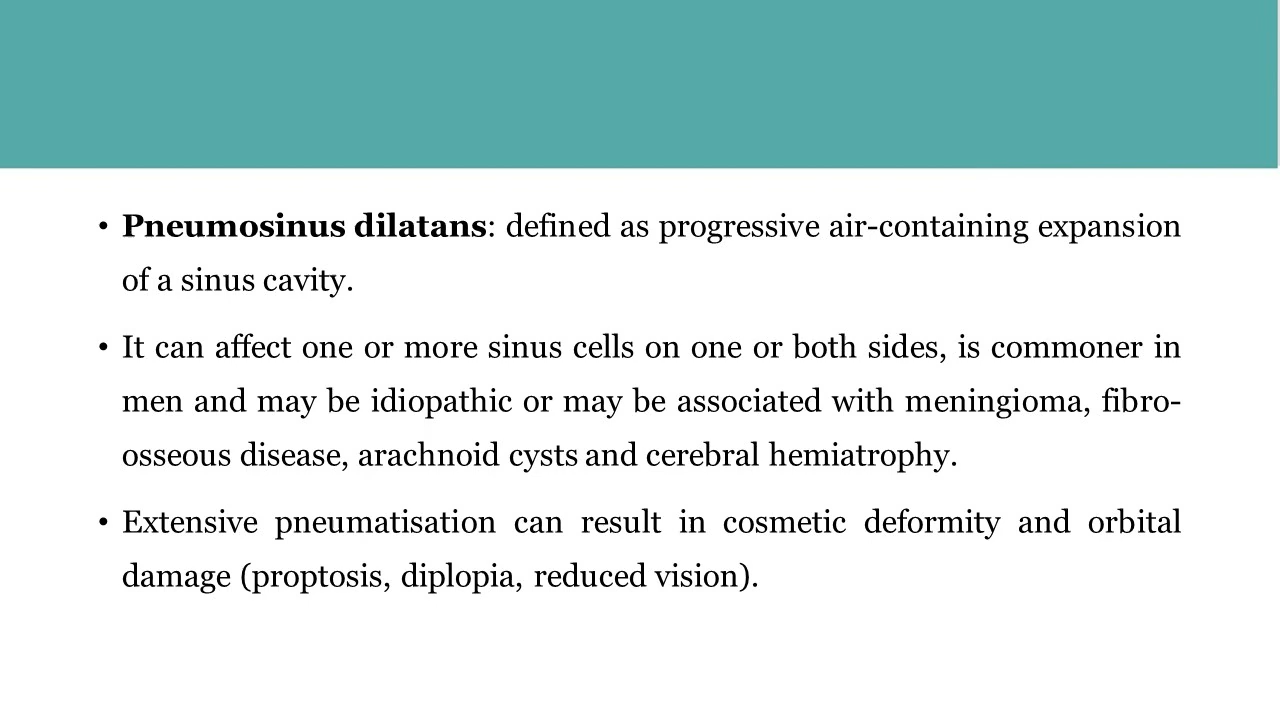 • Pneumosinus dilatans: defined as progressive air-containing expansion
of a sinus cavity.
• It can affect one or more sinus cells on one or both sides, is commoner in
men and may be idiopathic or may be associated with meningioma, fibro-
osseous disease, arachnoid cysts and cerebral hemiatrophy.
• Extensive pneumatisation can result in cosmetic deformity and orbital
damage (proptosis, diplopia, reduced vision).